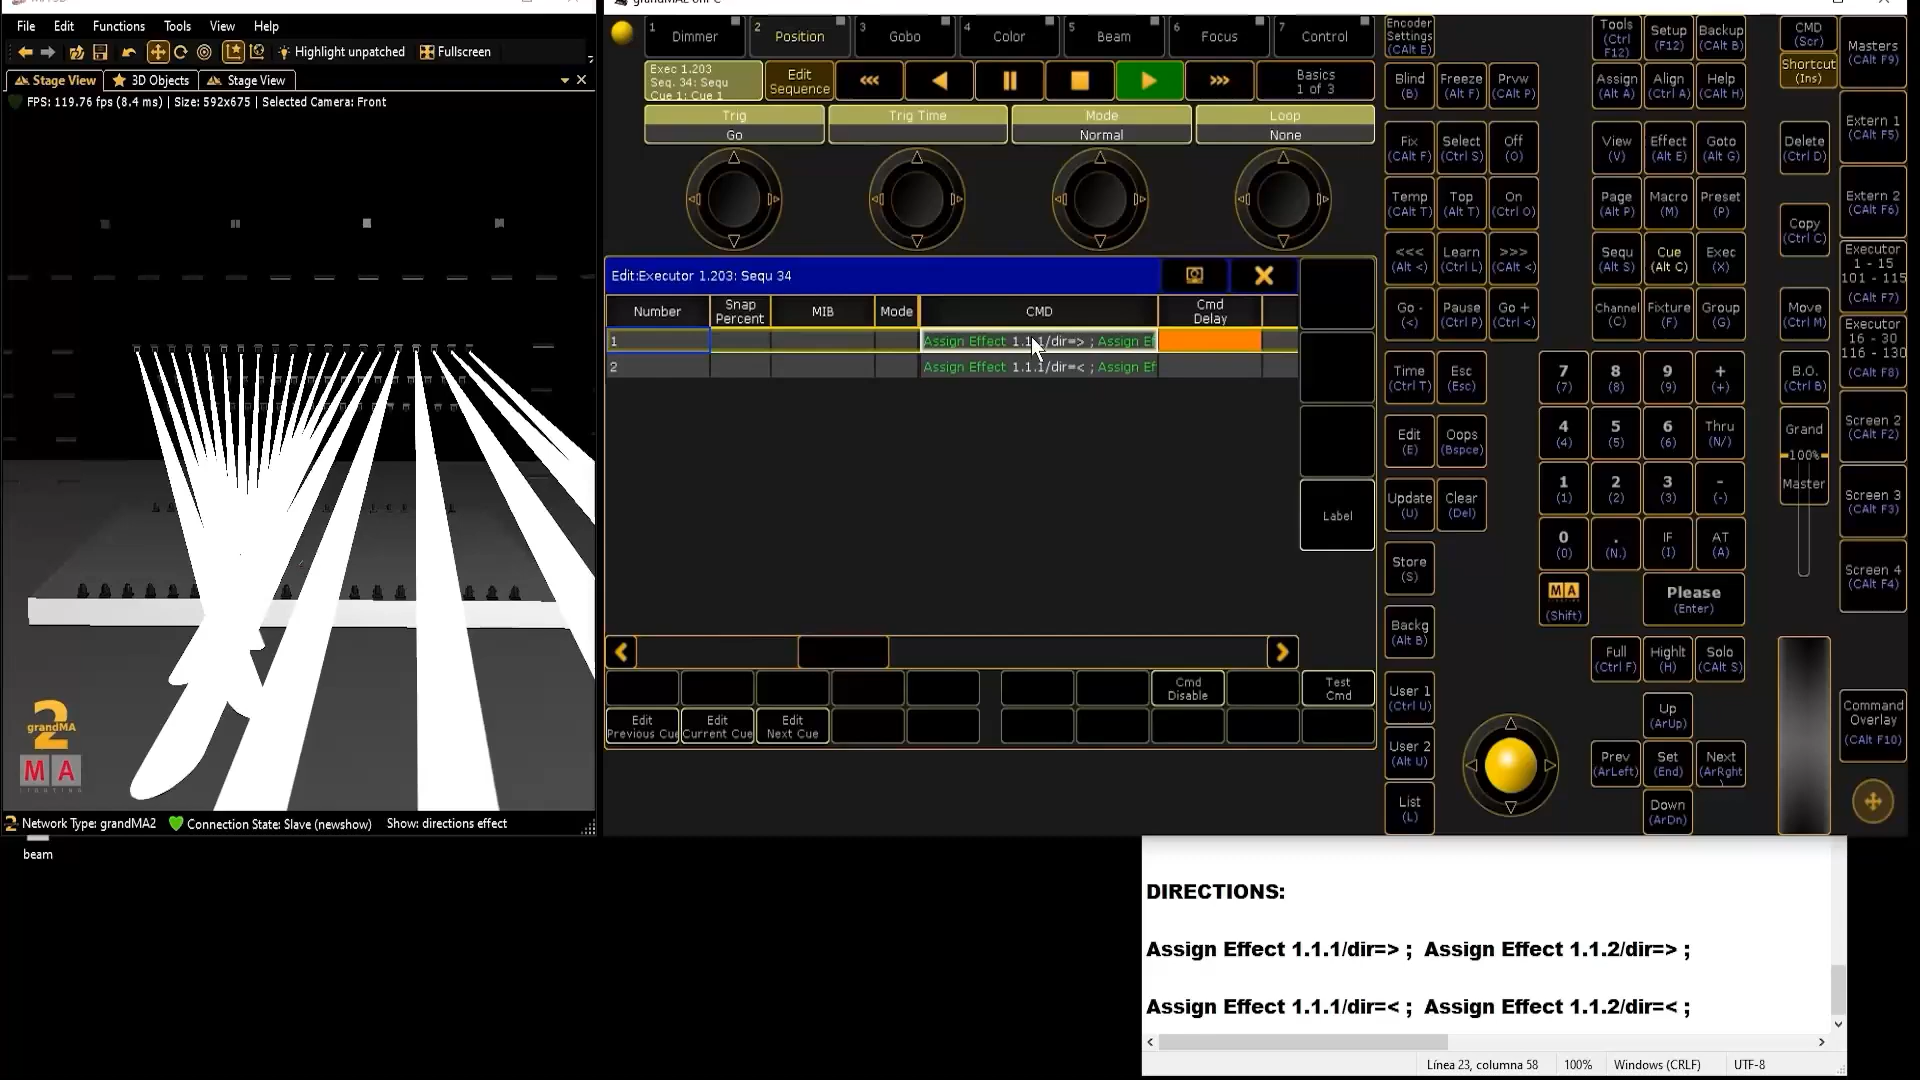 File Edit Functions Tools View Help
Highlight unpatched Fullscreen
Stage View 3D Objects Stage View
FPS: 119.76 fps (8.4 ms) | Size: 592x675 | Selected Camera: Front
2
grandMA
MA
LIGHTING
Network Type: grandMA2 Connection State: Slave (newshow) Show: directions effect
beam
1 Dimmer 2 Position 3 Gobo 4 Color 5 Beam 6 Focus 7 Control
Exec 1.203
Seq. 34: Sequ
Cue 1: Cue 1
Edit
Sequence
<<<
>>>
Basics
1 of 3
Trig Trig Time Mode Loop
Go Normal None
Edit:Executor 1.203: Sequ 34
Number Snap Percent MIB Mode CMD Cmd Delay
1 Assign Effect 1.1.1/dir=> ; Assign Ef
2 Assign Effect 1.1.1/dir=< ; Assign Ef
Label
Cmd Disable
Test Cmd
Edit Previous Cue
Edit Current Cue
Edit Next Cue
Encoder Settings (CAlt E)
Tools (Ctrl F12)
Setup (F12)
Backup (CAlt B)
CMD (Scr)
Shortcut (Ins)
Masters (CAlt F9)
Blind (B)
Freeze (Alt F)
Prvw (CAlt P)
Assign (Alt A)
Align (Ctrl A)
Help (CAlt H)
Extern 1 (CAlt F5)
Fix (CAlt F)
Select (Ctrl S)
Off (O)
View (V)
Effect (Alt E)
Goto (Alt G)
Delete (Ctrl D)
Extern 2 (CAlt F6)
Temp (CAlt T)
Top (Alt T)
On (Ctrl O)
Page (Alt P)
Macro (M)
Preset (P)
Copy (Ctrl C)
<<< (Alt <)
Learn (Ctrl L)
>>> (CAlt <)
Sequ (Alt S)
Cue (Alt C)
Exec (X)
Executor 1 - 15 101 - 115 (CAlt F7)
Go - (<)
Pause (Ctrl P)
Go + (Ctrl <)
Channel (C)
Fixture (F)
Group (G)
Move (Ctrl M)
Executor 16 - 30 116 - 130 (CAlt F8)
Time (Ctrl T)
Esc (Esc)
7 (7)
8 (8)
9 (9)
+ (+)
B.O. (Ctrl B)
Edit (E)
Oops (Bspce)
4 (4)
5 (5)
6 (6)
Thru (N/)
Grand
100%
Master
Screen 2 (CAlt F2)
Update (U)
Clear (Del)
1 (1)
2 (2)
3 (3)
- (-)
Screen 3 (CAlt F3)
Store (S)
0 (0)
. (N.)
IF (I)
AT (A)
Screen 4 (CAlt F4)
MA (Shift)
Please (Enter)
Backg (Alt B)
Full (Ctrl F)
Highlt (H)
Solo (CAlt S)
User 1 (Ctrl U)
Up (ArUp)
Command Overlay (CAlt F10)
User 2 (Alt U)
Prev (ArLeft)
Set (End)
Next (ArRght)
List (L)
Down (ArDn)
DIRECTIONS:
Assign Effect 1.1.1/dir=> ; Assign Effect 1.1.2/dir=> ;
Assign Effect 1.1.1/dir=< ; Assign Effect 1.1.2/dir=< ;
Línea 23, columna 58 100% Windows (CRLF) UTF-8